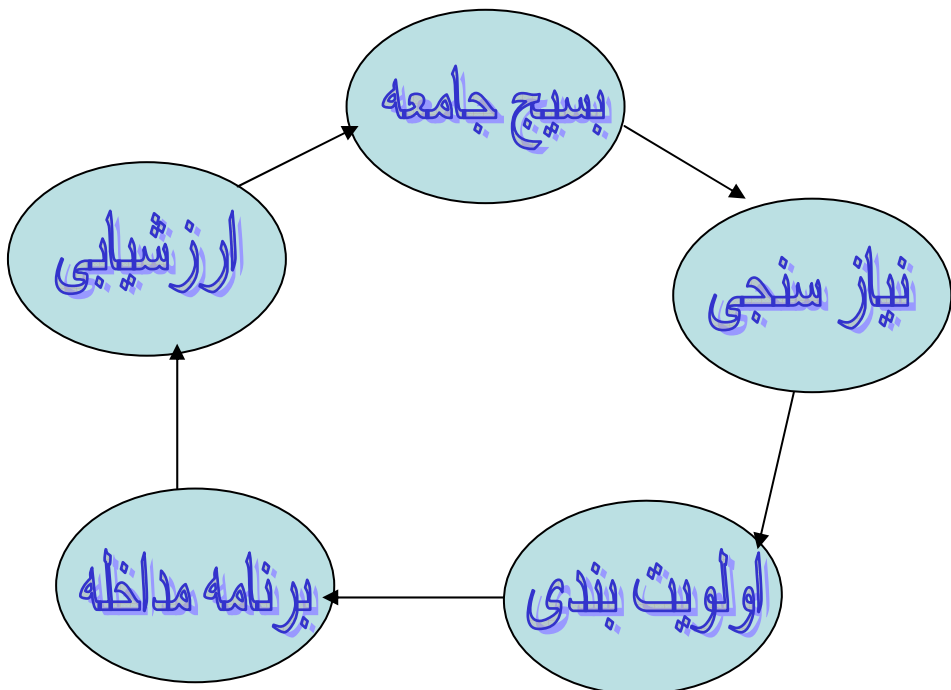 بسیج جامعه
نیاز سنجی
اولویت بندی
برنامه مداخله
ارزشیابی